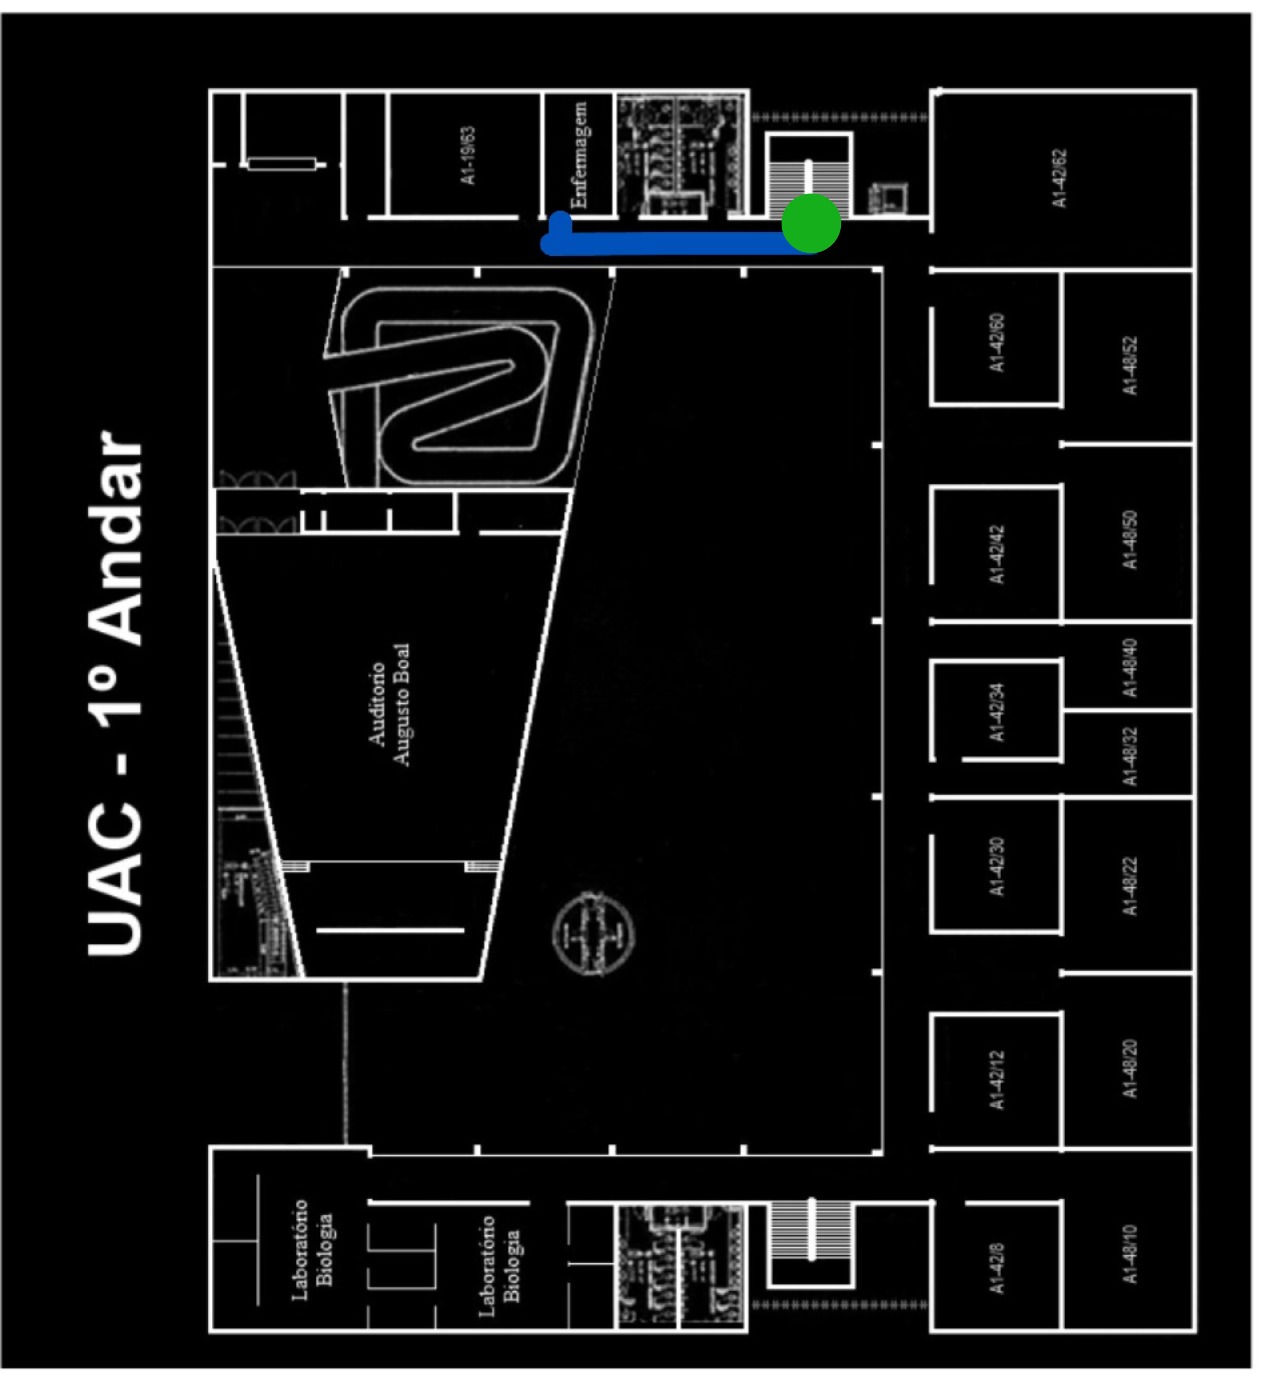 UAC - 1º Andar
Laboratório
Biologia
Laboratório
Biologia
A1-42/8
A1-48/10
A1-42/12
A1-48/20
A1-42/30
A1-48/22
A1-42/34
A1-48/32
A1-48/40
Auditorio
Augusto Boal
A1-42/42
A1-48/50
A1-42/60
A1-48/52
A1-19/63
Enfermagem
A1-42/62